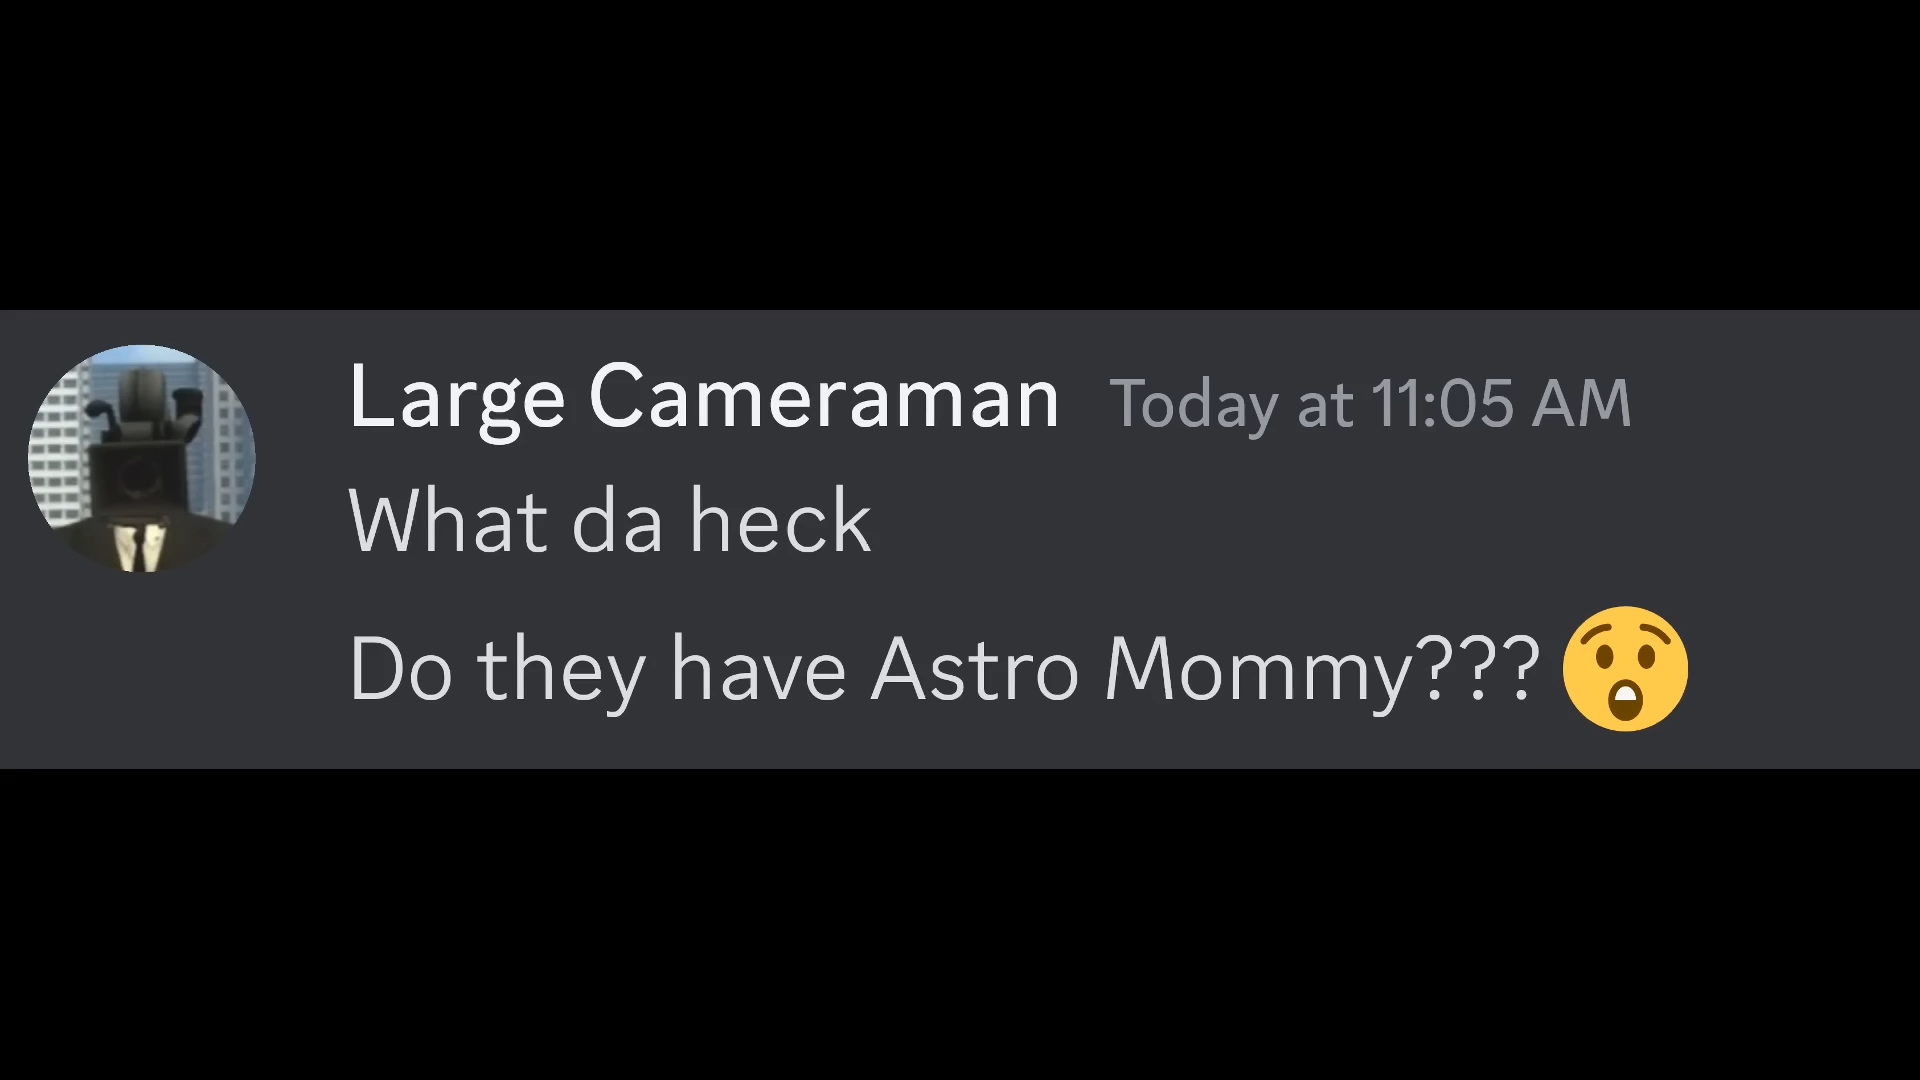 Large Cameraman Today at 11:05 AM
What da heck
Do they have Astro Mommy???😲